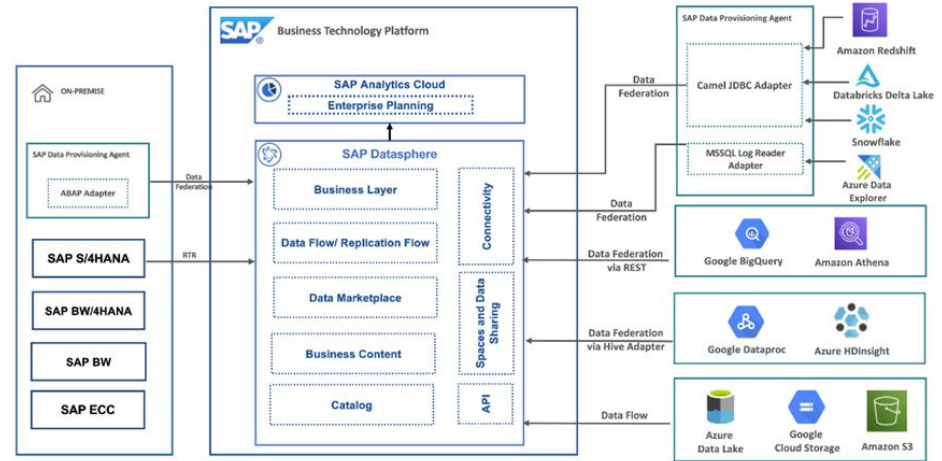 SAP
Business Technology Platform
ON-PREMISE
SAP Data Provisioning Agent
ABAP Adapter
SAP S/4HANA
SAP BW/4HANA
SAP BW
SAP ECC
Data
Federation
RTR
SAP Analytics Cloud
Enterprise Planning
SAP Datasphere
Business Layer
Data Flow/ Replication Flow
Data Marketplace
Business Content
Catalog
Connectivity
Spaces and Data
Sharing
API
Data
Federation
Data
Federation
Data Federation
via REST
Data Federation
via Hive Adapter
Data Flow
SAP Data Provisioning Agent
Camel JDBC Adapter
MSSQL Log Reader
Adapter
Amazon Redshift
Databricks Delta Lake
Snowflake
Azure Data
Explorer
Google BigQuery
Amazon Athena
Google Dataproc
Azure HDInsight
Azure
Data Lake
Google
Cloud Storage
Amazon S3